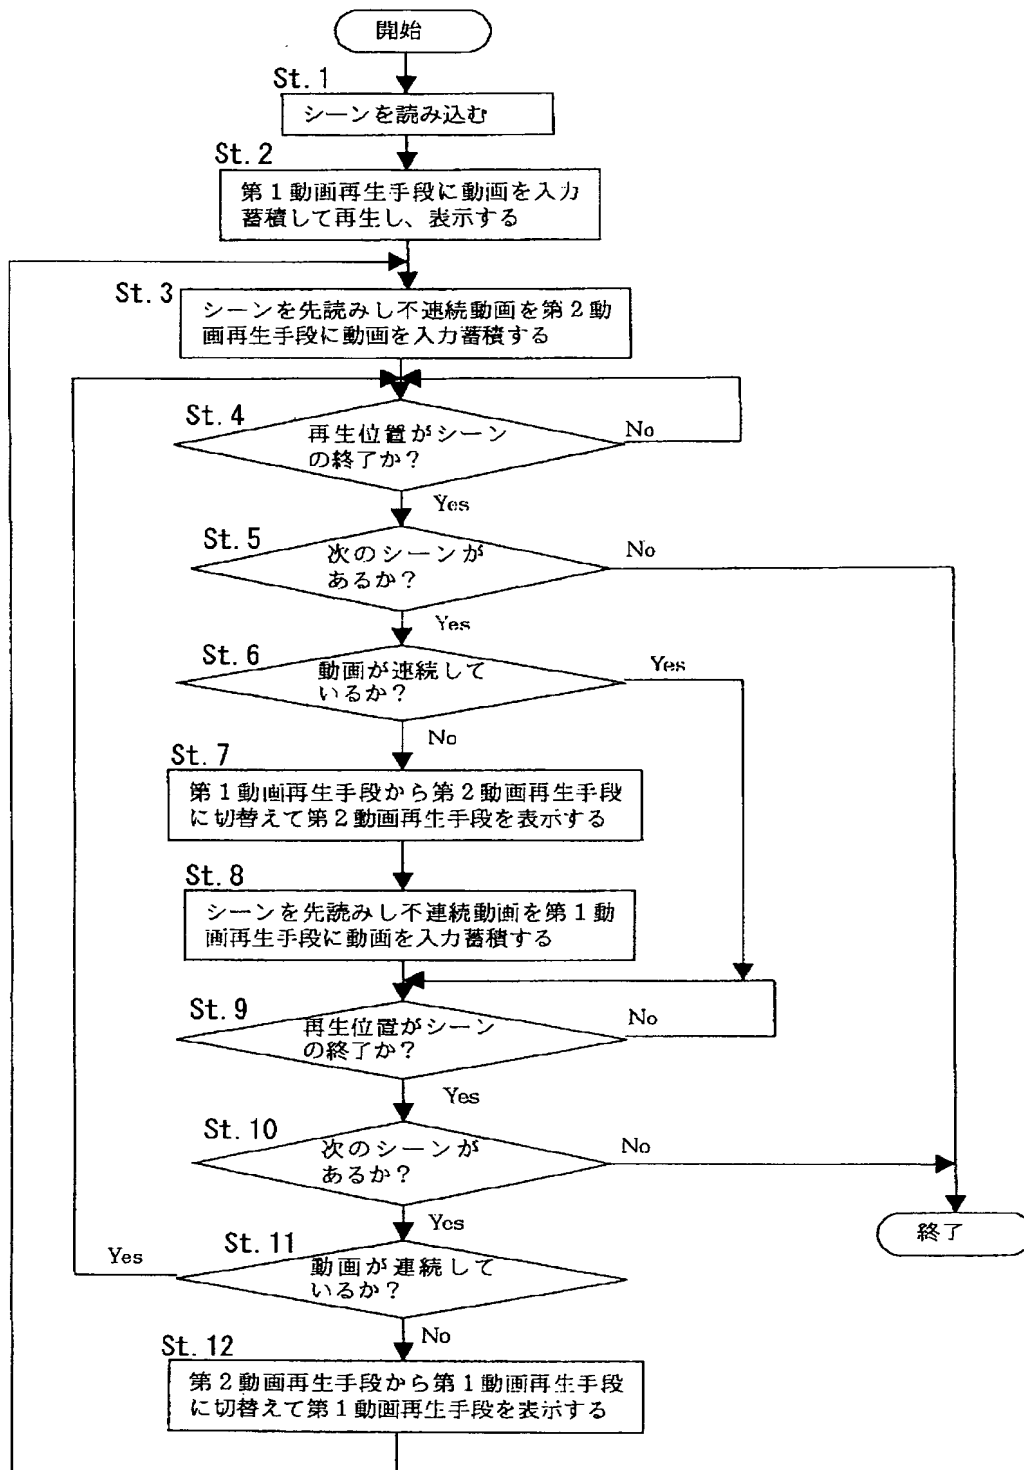 開始
St.1
シーンを読み込む
St.2
第1動画再生手段に動画を入力
蓄積して再生し、表示する
St.3
シーンを先読みし不連続動画を第2動
画再生手段に動画を入力蓄積する
St.4
再生位置がシーン
の終了か?
No
Yes
St.5
次のシーンが
あるか?
No
Yes
St.6
動画が連続して
いるか?
Yes
No
St.7
第1動画再生手段から第2動画再生手段
に切替えて第2動画再生手段を表示する
St.8
シーンを先読みし不連続動画を第1動
画再生手段に動画を入力蓄積する
St.9
再生位置がシーン
の終了か?
No
Yes
St.10
次のシーンが
あるか?
No
Yes
終了
St.11
動画が連続して
いるか?
Yes
No
St.12
第2動画再生手段から第1動画再生手段
に切替えて第1動画再生手段を表示する